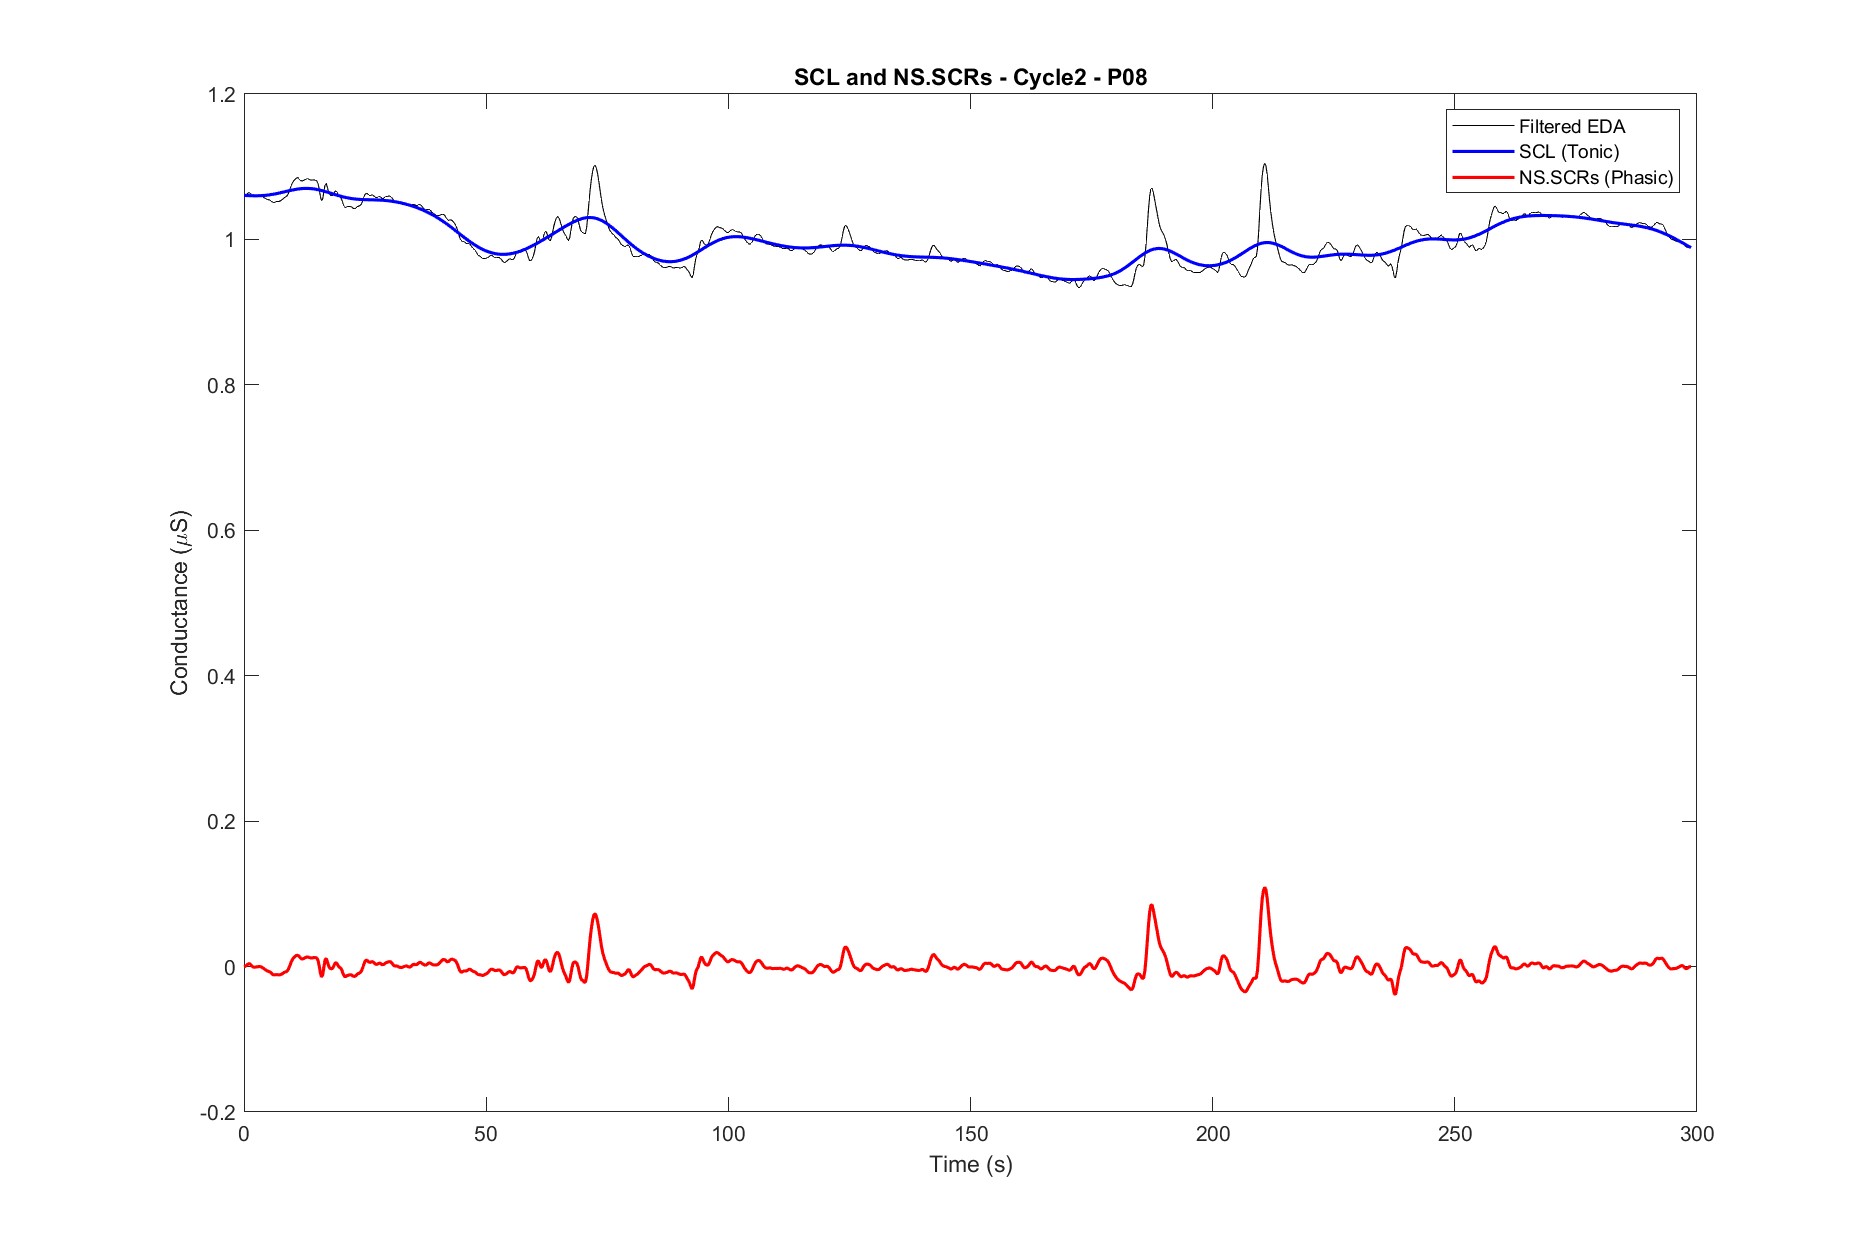 SCL and NS.SCRs - Cycle2 - P08
1.2
1
0.8
0.6
0.4
0.2
0
-0.2
Conductance (μS)
Filtered EDA
SCL (Tonic)
NS.SCRs (Phasic)
0 50 100 150 200 250 300
Time (s)